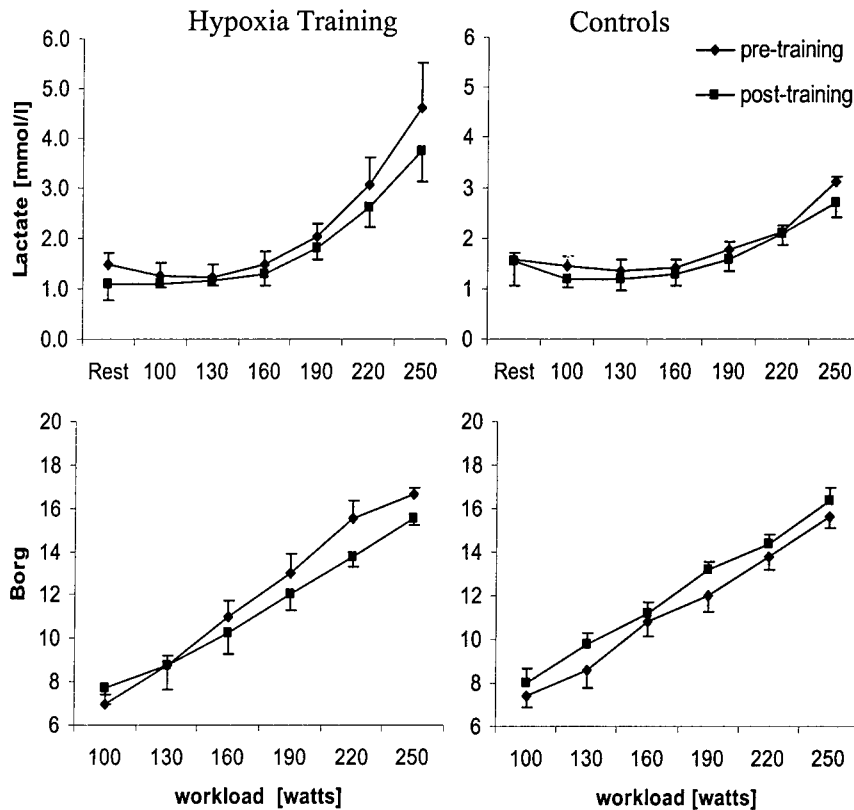 Hypoxia Training
Controls
pre-training
post-training
Lactate [mmol/l]
6.0
5.0
4.0
3.0
2.0
1.0
0.0
Rest 100 130 160 190 220 250
6
5
4
3
2
1
0
Rest 100 130 160 190 220 250
Borg
20
18
16
14
12
10
8
6
100 130 160 190 220 250
workload [watts]
20
18
16
14
12
10
8
6
100 130 160 190 220 250
workload [watts]